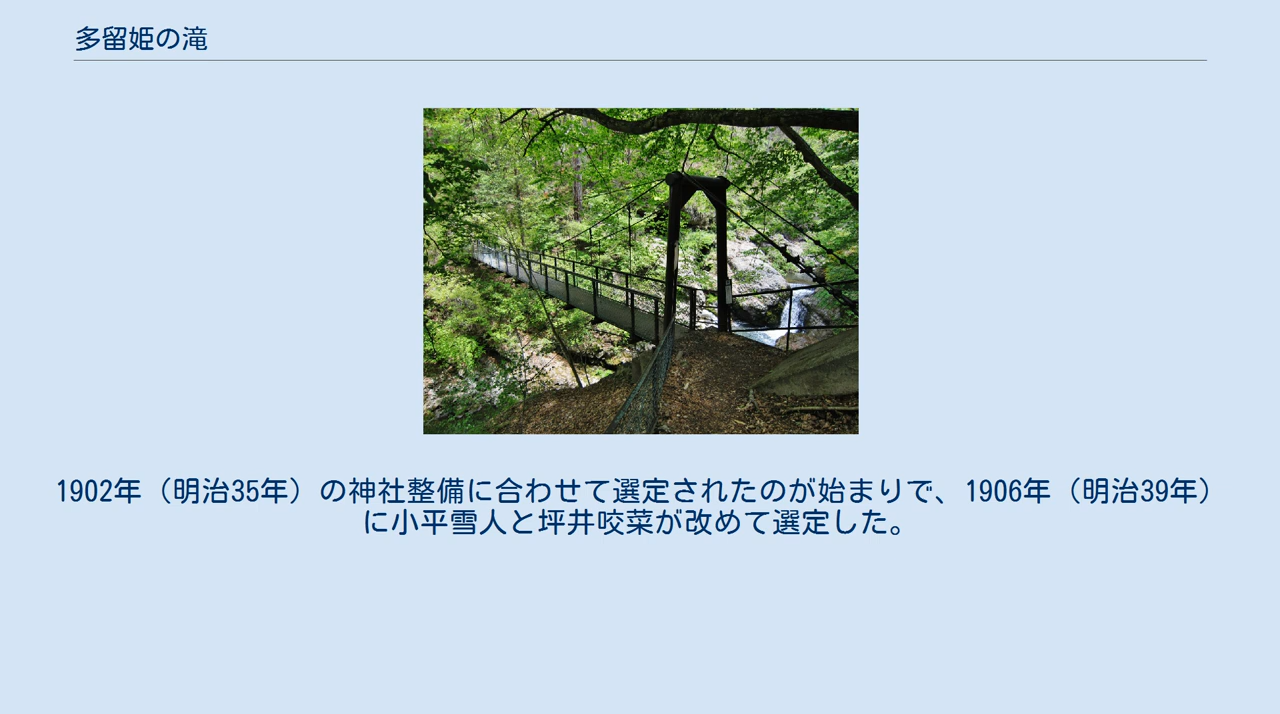 多留姫の滝
1902年（明治35年）の神社整備に合わせて選定されたのが始まりで、1906年（明治39年）
に小平雪人と坪井咬菜が改めて選定した。